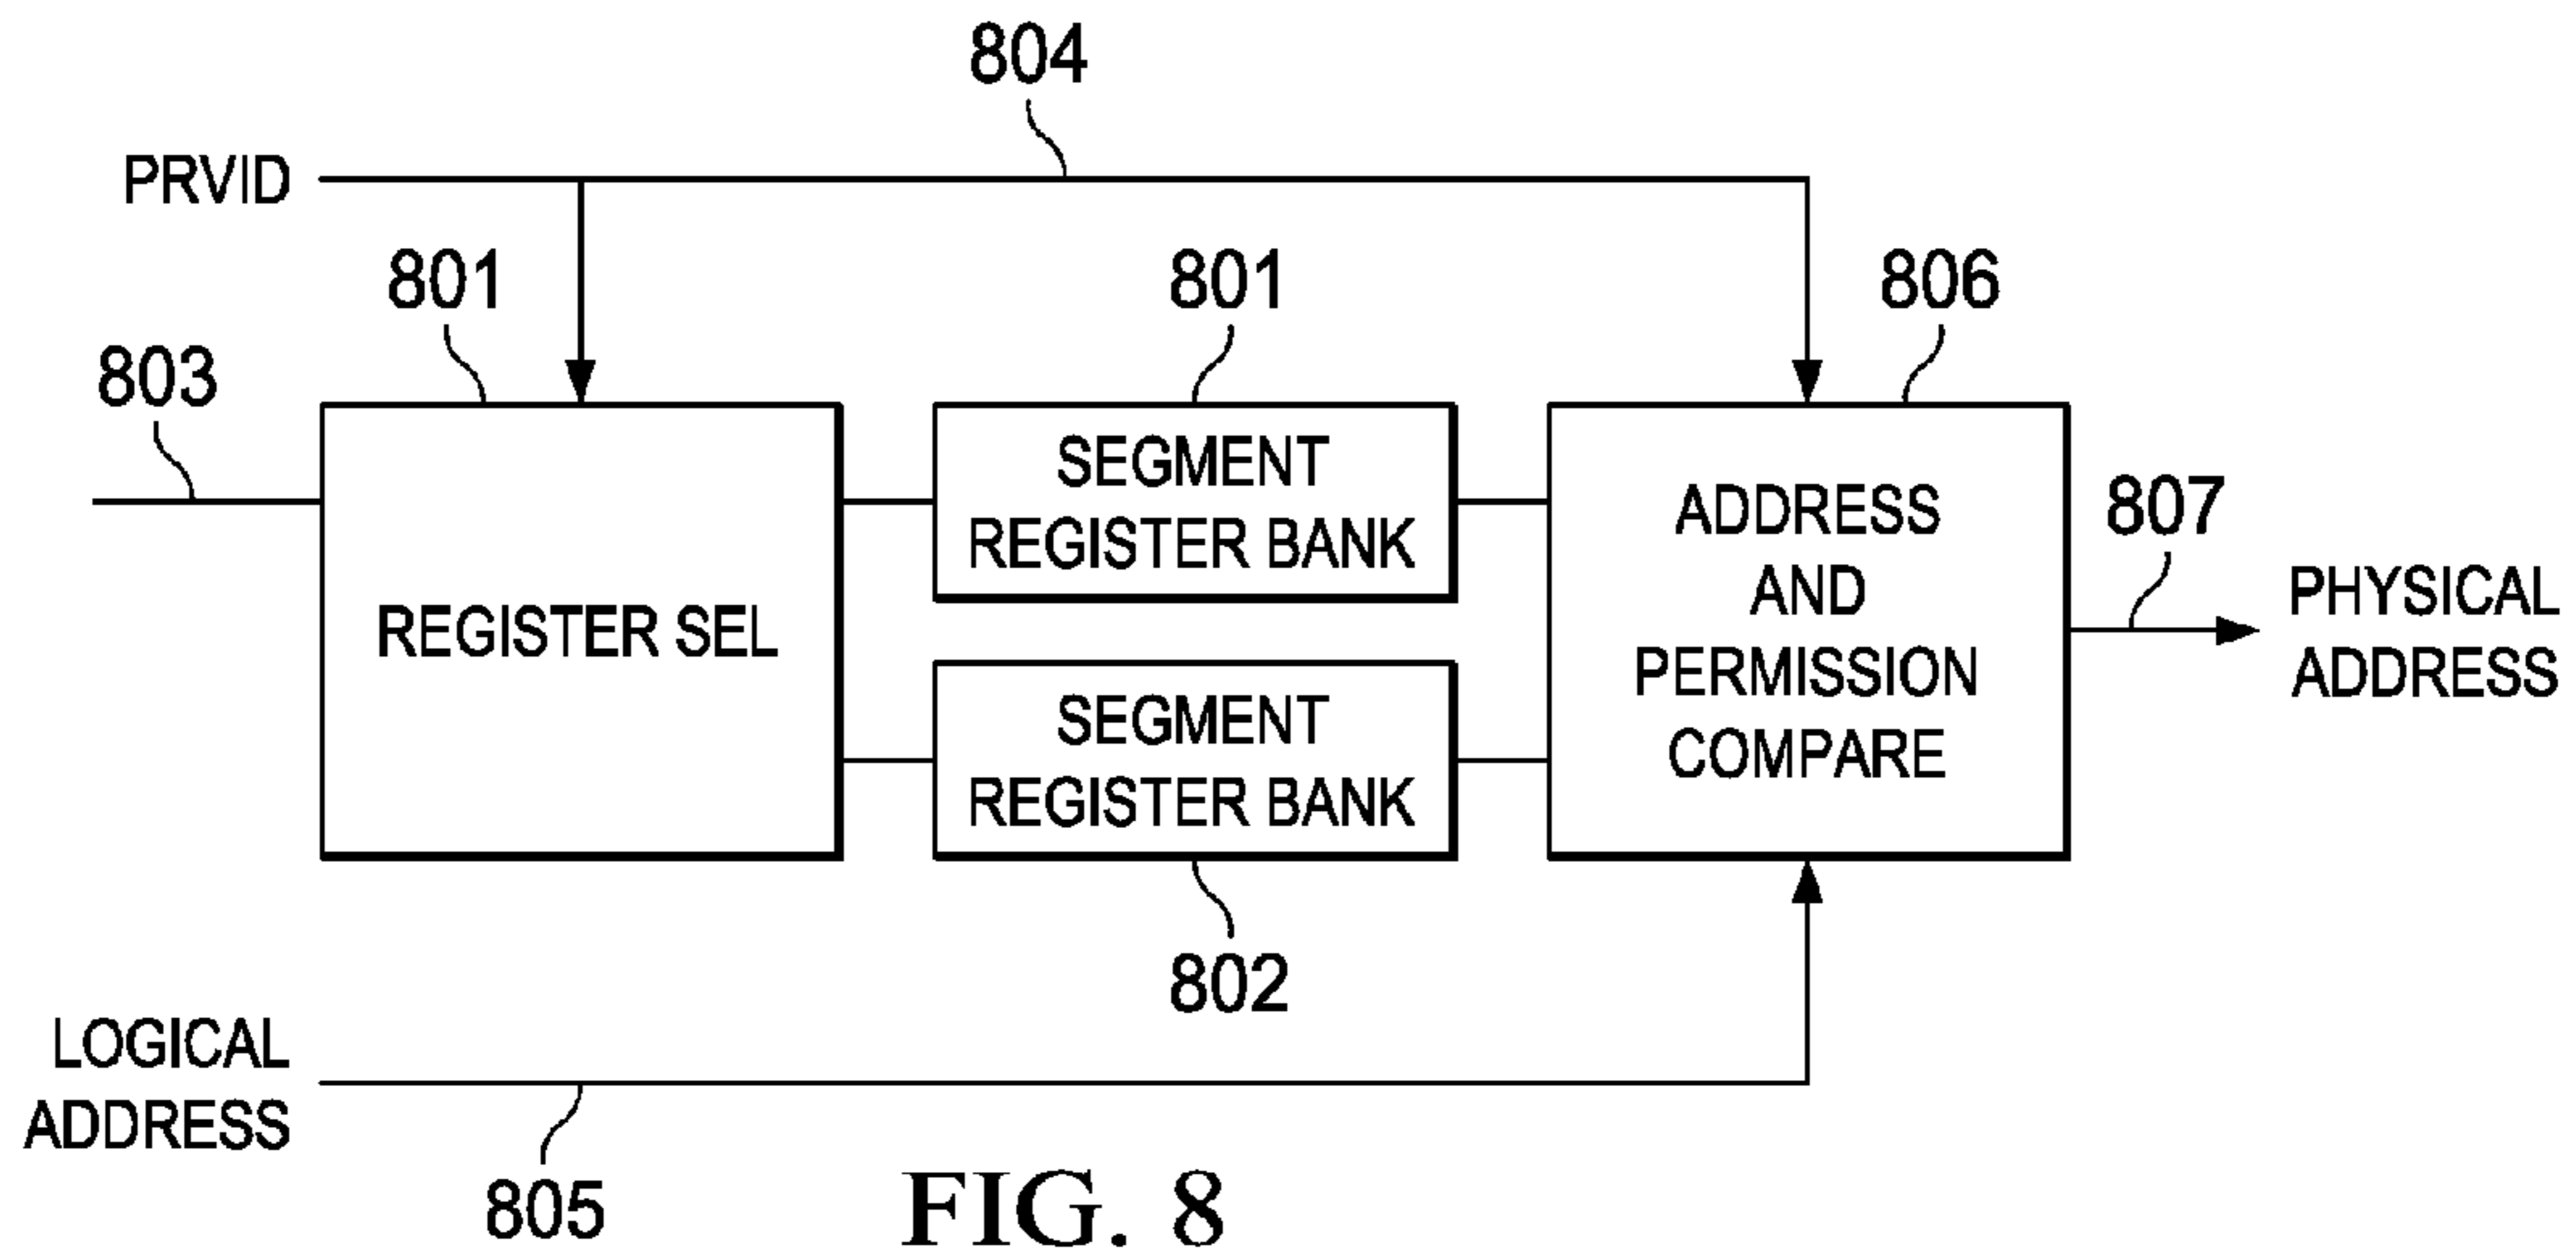 804
PRVID
801
801
806
803
SEGMENT
REGISTER BANK
ADDRESS
AND
PERMISSION
COMPARE
807
PHYSICAL
ADDRESS
REGISTER SEL
SEGMENT
REGISTER BANK
802
LOGICAL
ADDRESS
805
FIG. 8